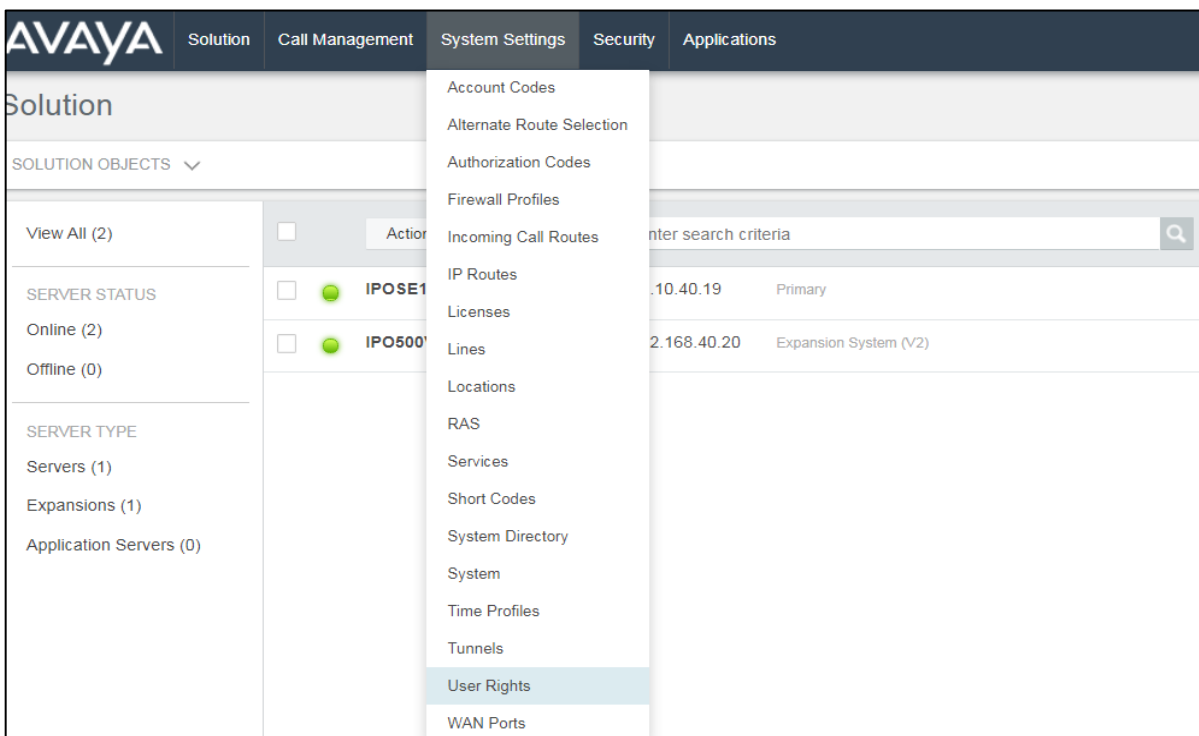 AVAYA Solution Call Management System Settings Security Applications
Solution
SOLUTION OBJECTS
View All (2)
SERVER STATUS
Online (2)
Offline (0)
SERVER TYPE
Servers (1)
Expansions (1)
Application Servers (0)
Account Codes
Alternate Route Selection
Authorization Codes
Firewall Profiles
Incoming Call Routes
IP Routes
Licenses
Lines
Locations
RAS
Services
Short Codes
System Directory
System
Time Profiles
Tunnels
User Rights
WAN Ports
Action
nter search criteria
IPOSE1 .10.40.19 Primary
IPO500 2.168.40.20 Expansion System (V2)